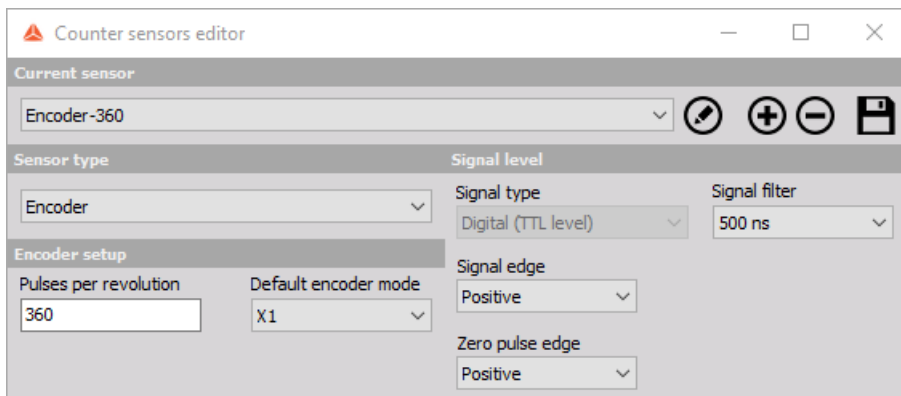 Counter sensors editor
Current sensor
Encoder-360
Sensor type
Encoder
Encoder setup
Pulses per revolution
Default encoder mode
360
X1
Signal level
Signal type
Signal filter
Digital (TTL level)
500 ns
Signal edge
Positive
Zero pulse edge
Positive